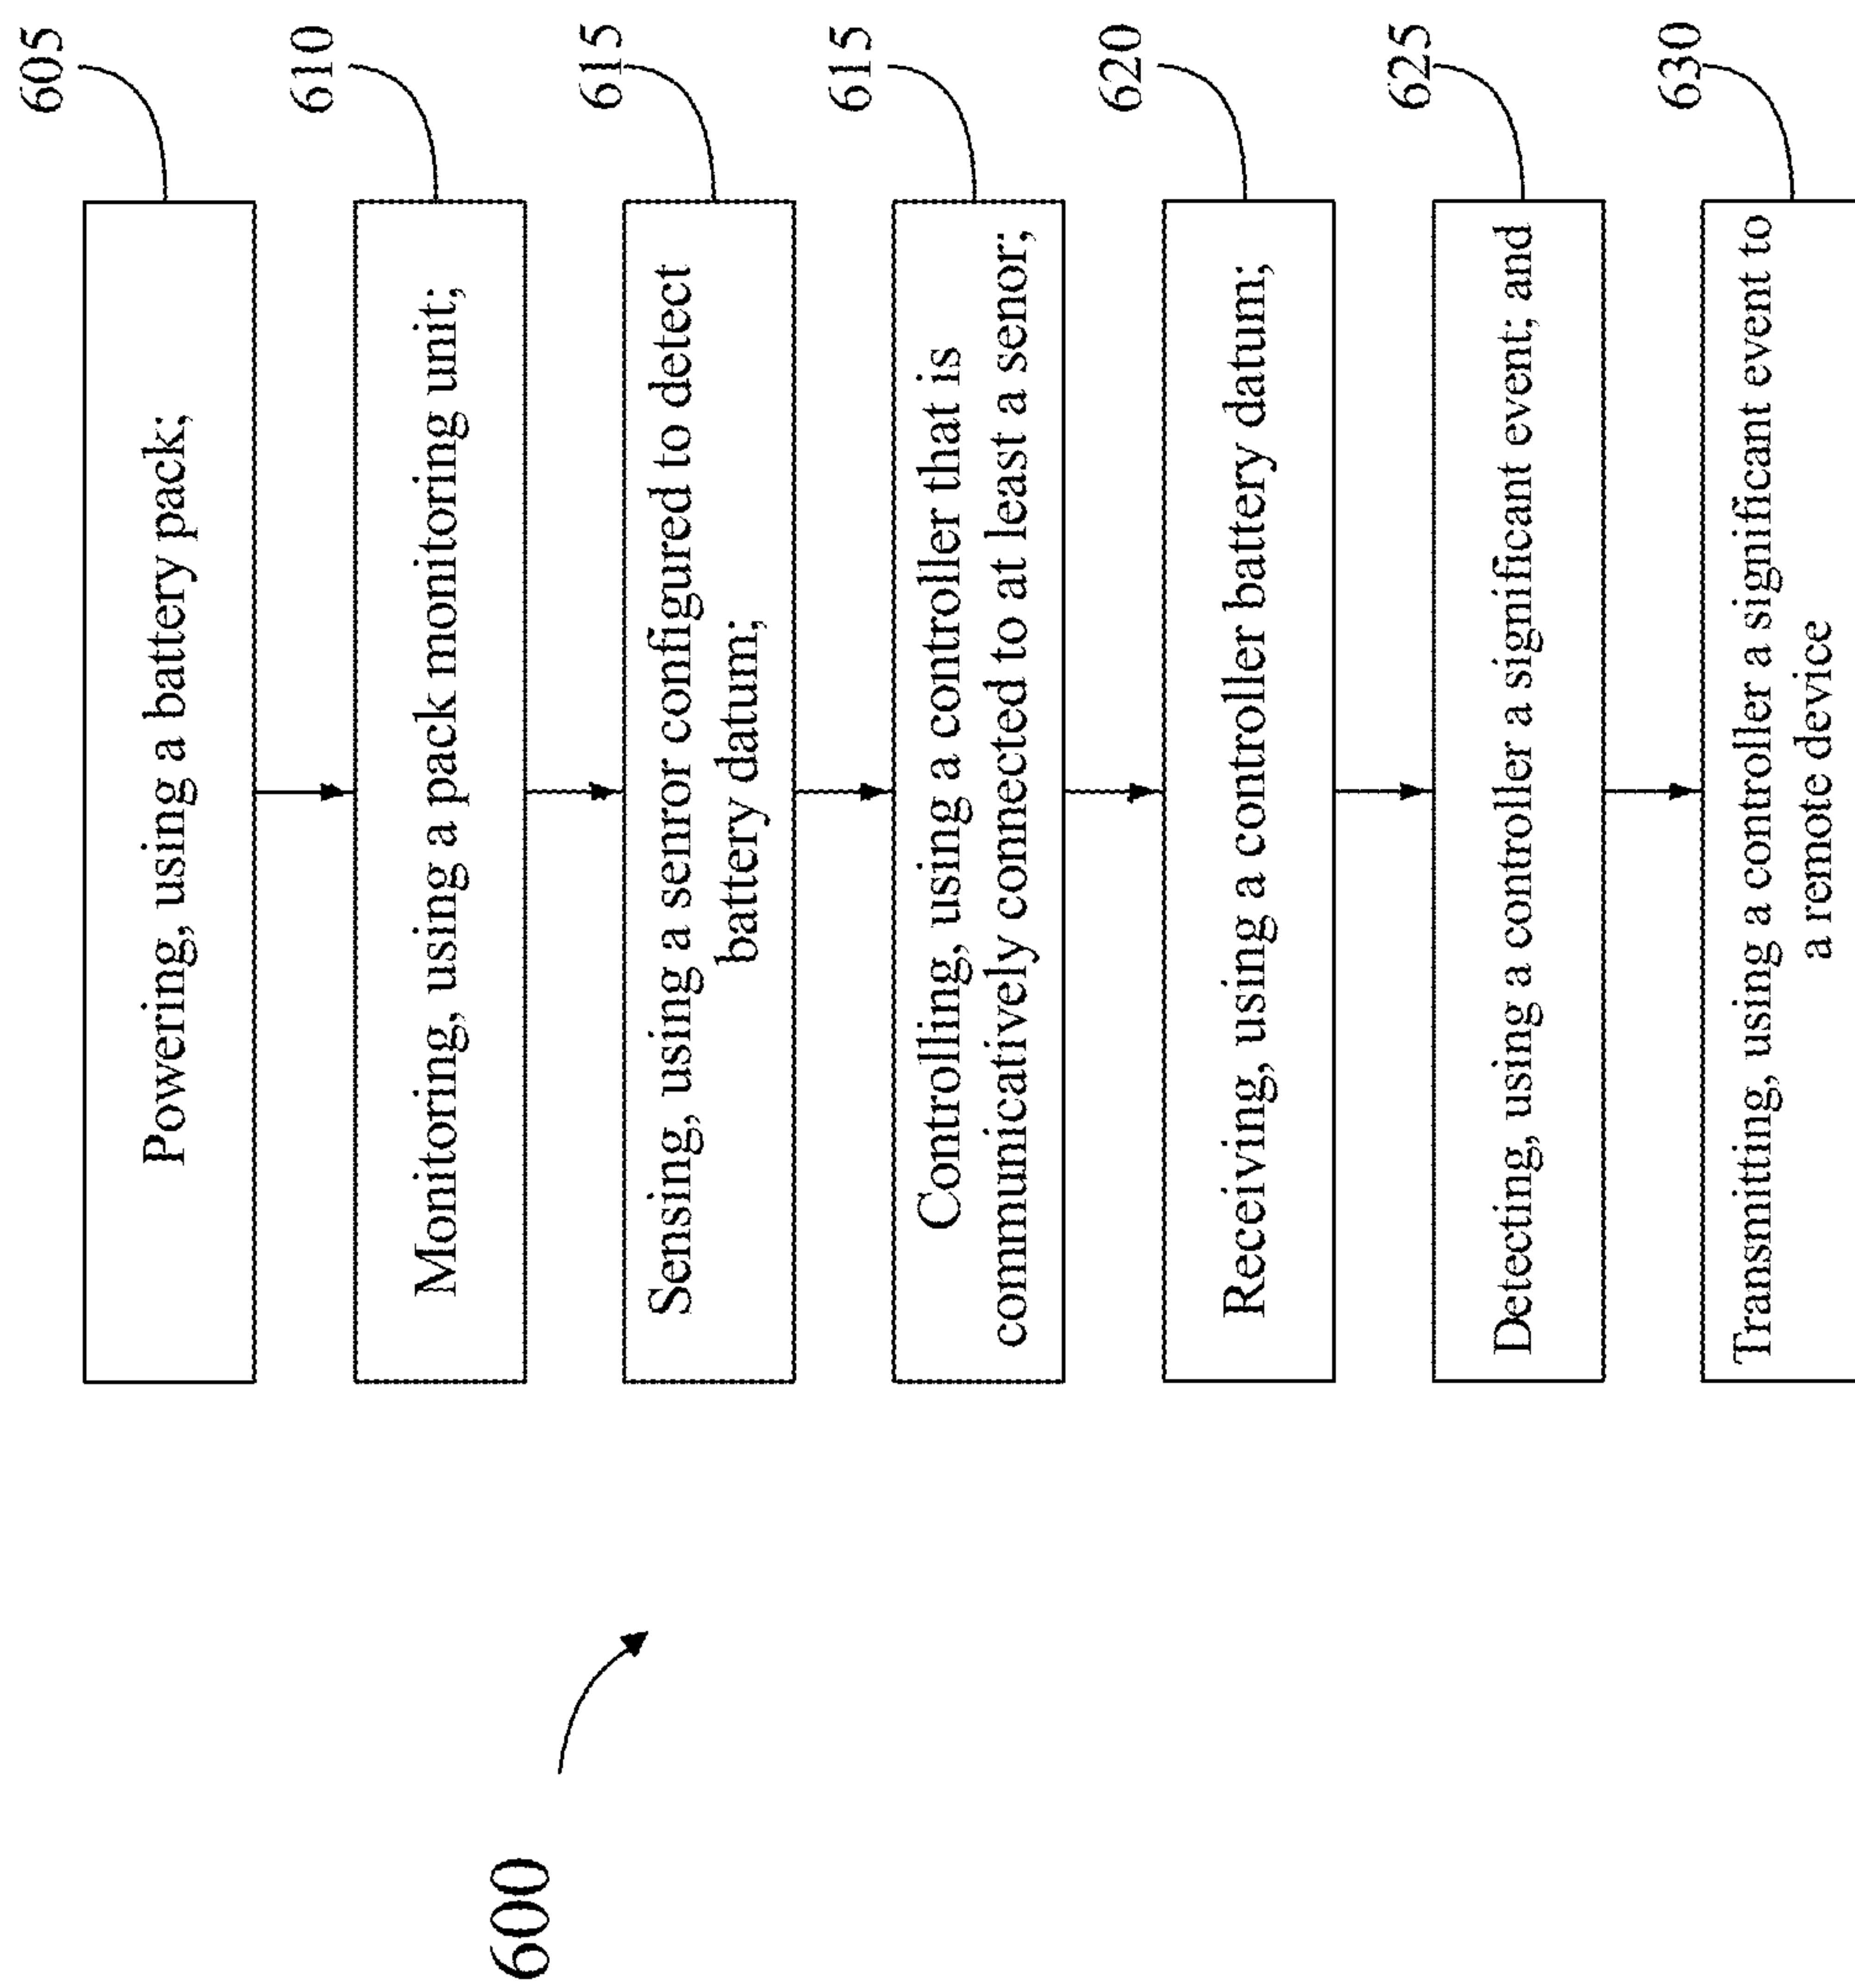 600
605
Powering, using a battery pack;
610
Monitoring, using a pack monitoring unit;
615
Sensing, using a senror configured to detect
battery datum;
615
Controlling, using a controller that is
communicatively connected to at least a senor;
620
Receiving, using a controller battery datum;
625
Detecting, using a controller a significant event; and
630
Transmitting, using a controller a significant event to
a remote device